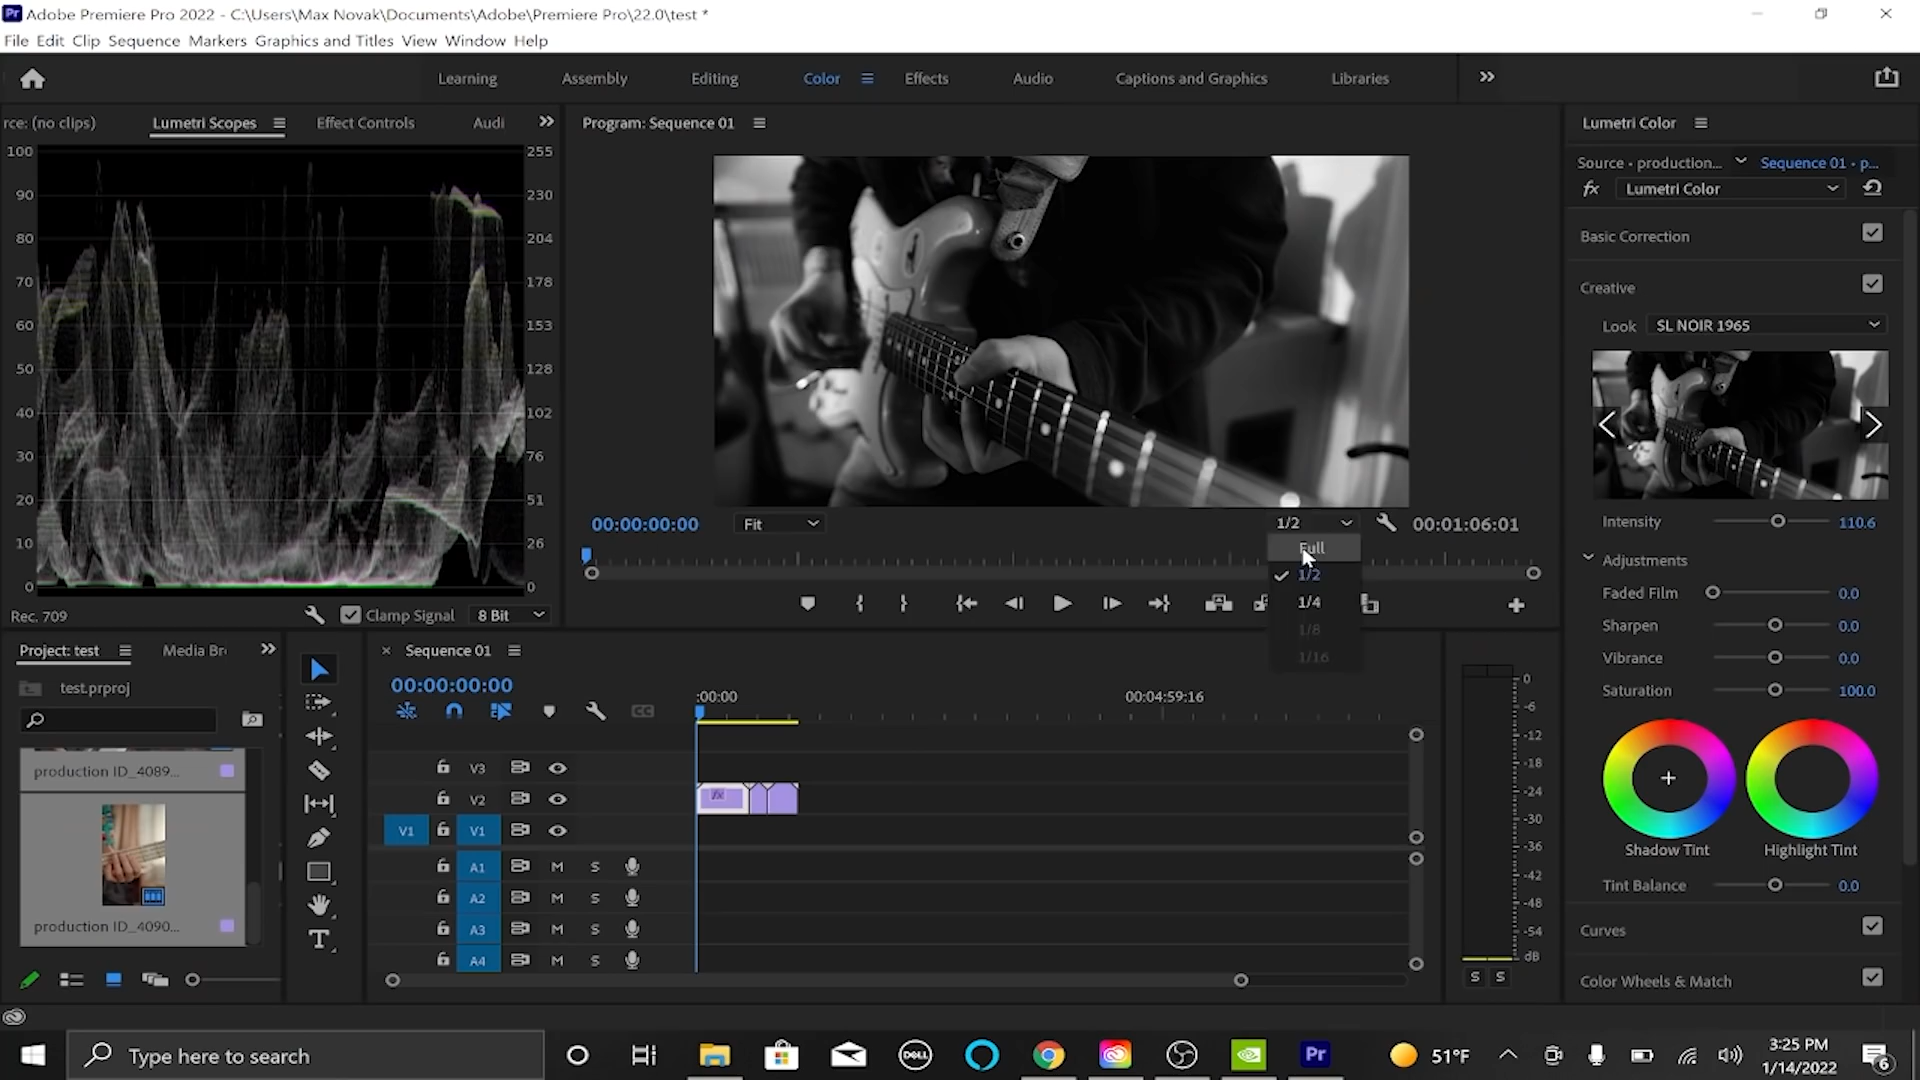 Pr Adobe Premiere Pro 2022 - C:\Users\Max Novak\Documents\Adobe\Premiere Pro\22.0\test *
File Edit Clip Sequence Markers Graphics and Titles View Window Help
Learning Assembly Editing Color Effects Audio Captions and Graphics Libraries
rce: (no clips) Lumetri Scopes Effect Controls Audi
Program: Sequence 01
Lumetri Color
100 255
90 230
80 204
70 178
60 153
50 128
40 102
30 76
20 51
10 26
0 0
Rec. 709 Clamp Signal 8 Bit
00:00:00:00 Fit 1/2 00:01:06:01
Full
1/2
1/4
1/8
1/16
Source • production... Sequence 01 • p...
fx Lumetri Color
Basic Correction
Creative
Look SL NOIR 1965
Intensity 110.6
Adjustments
Faded Film 0.0
Sharpen 0.0
Vibrance 0.0
Saturation 100.0
Shadow Tint Highlight Tint
Tint Balance 0.0
Curves
Color Wheels & Match
Project: test Media Br
test.prproj
production ID_4089...
production ID_4090...
T
Sequence 01
00:00:00:00
:00:00 00:04:59:16
CC
V3
V2 fx
V1 V1
A1 M S
A2 M S
A3 M S
A4 M S
0
-6
-12
-18
-24
-30
-36
-42
-48
-54
dB
S S
Type here to search DELL Pr 51°F 3:25 PM
1/14/2022 6